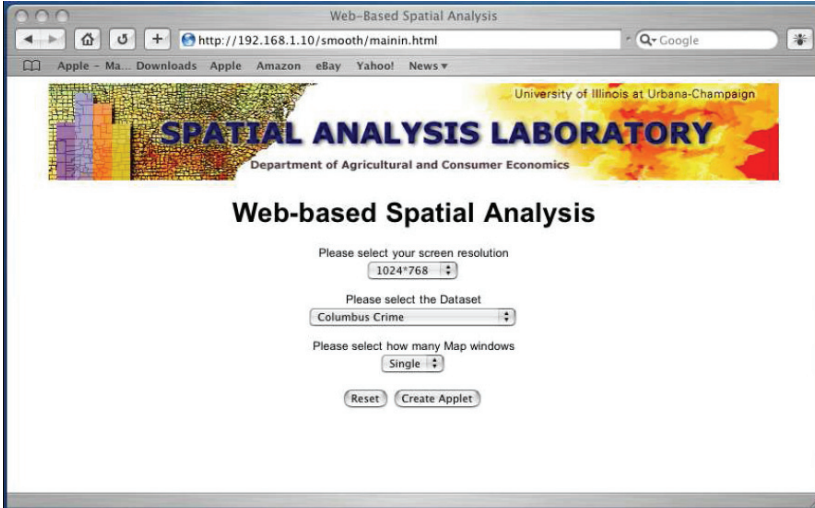 Web-Based Spatial Analysis
http://192.168.1.10/smooth/mainin.html
Google
Apple - Ma... Downloads Apple Amazon eBay Yahoo! News
University of Illinois at Urbana-Champaign
SPATIAL ANALYSIS LABORATORY
Department of Agricultural and Consumer Economics
Web-based Spatial Analysis
Please select your screen resolution
1024*768
Please select the Dataset
Columbus Crime
Please select how many Map windows
Single
Reset Create Applet